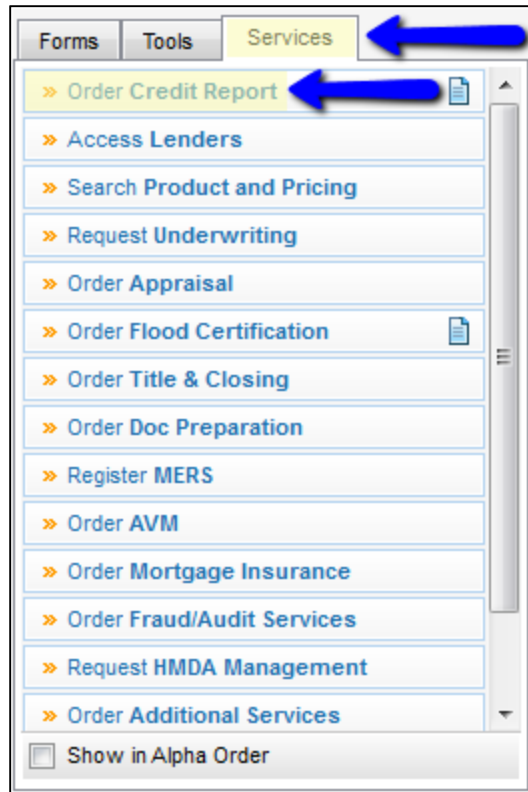 Forms Tools Services
» Order Credit Report
» Access Lenders
» Search Product and Pricing
» Request Underwriting
» Order Appraisal
» Order Flood Certification
» Order Title & Closing
» Order Doc Preparation
» Register MERS
» Order AVM
» Order Mortgage Insurance
» Order Fraud/Audit Services
» Request HMDA Management
» Order Additional Services
Show in Alpha Order